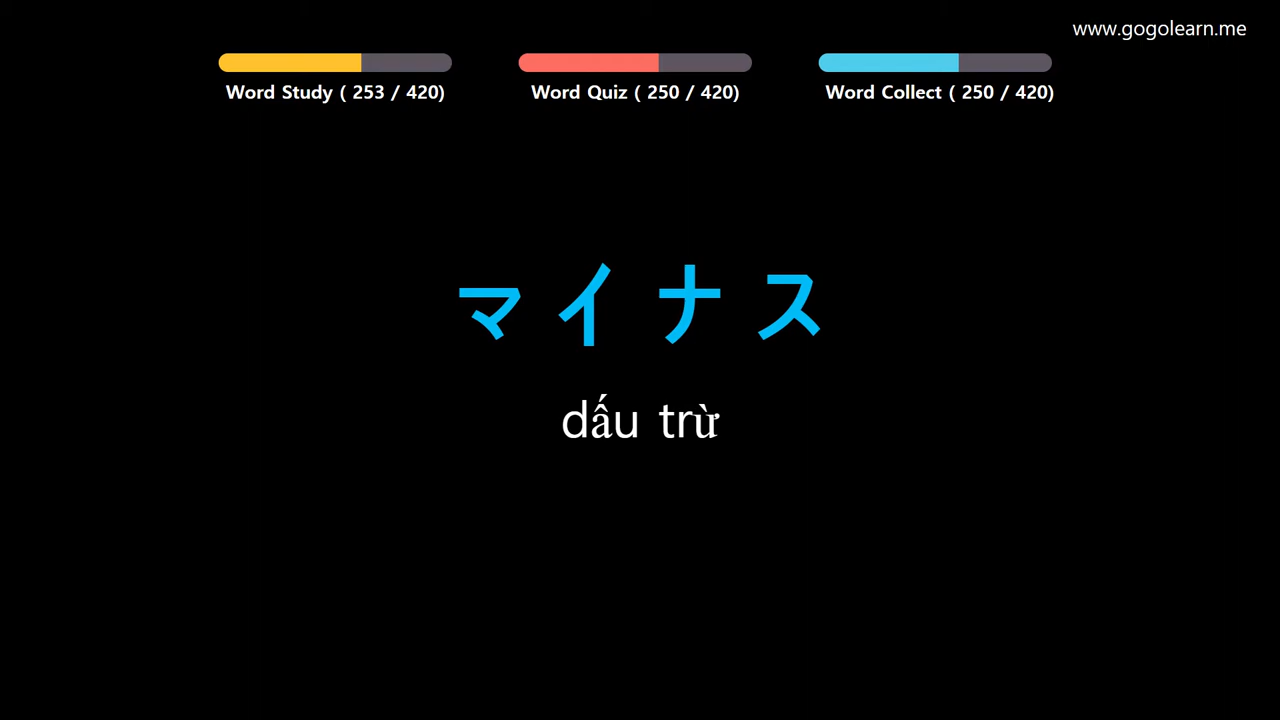 www.gogolearn.me
Word Study ( 253 / 420)
Word Quiz ( 250 / 420)
Word Collect ( 250 / 420)
マイナス
dấu trừ